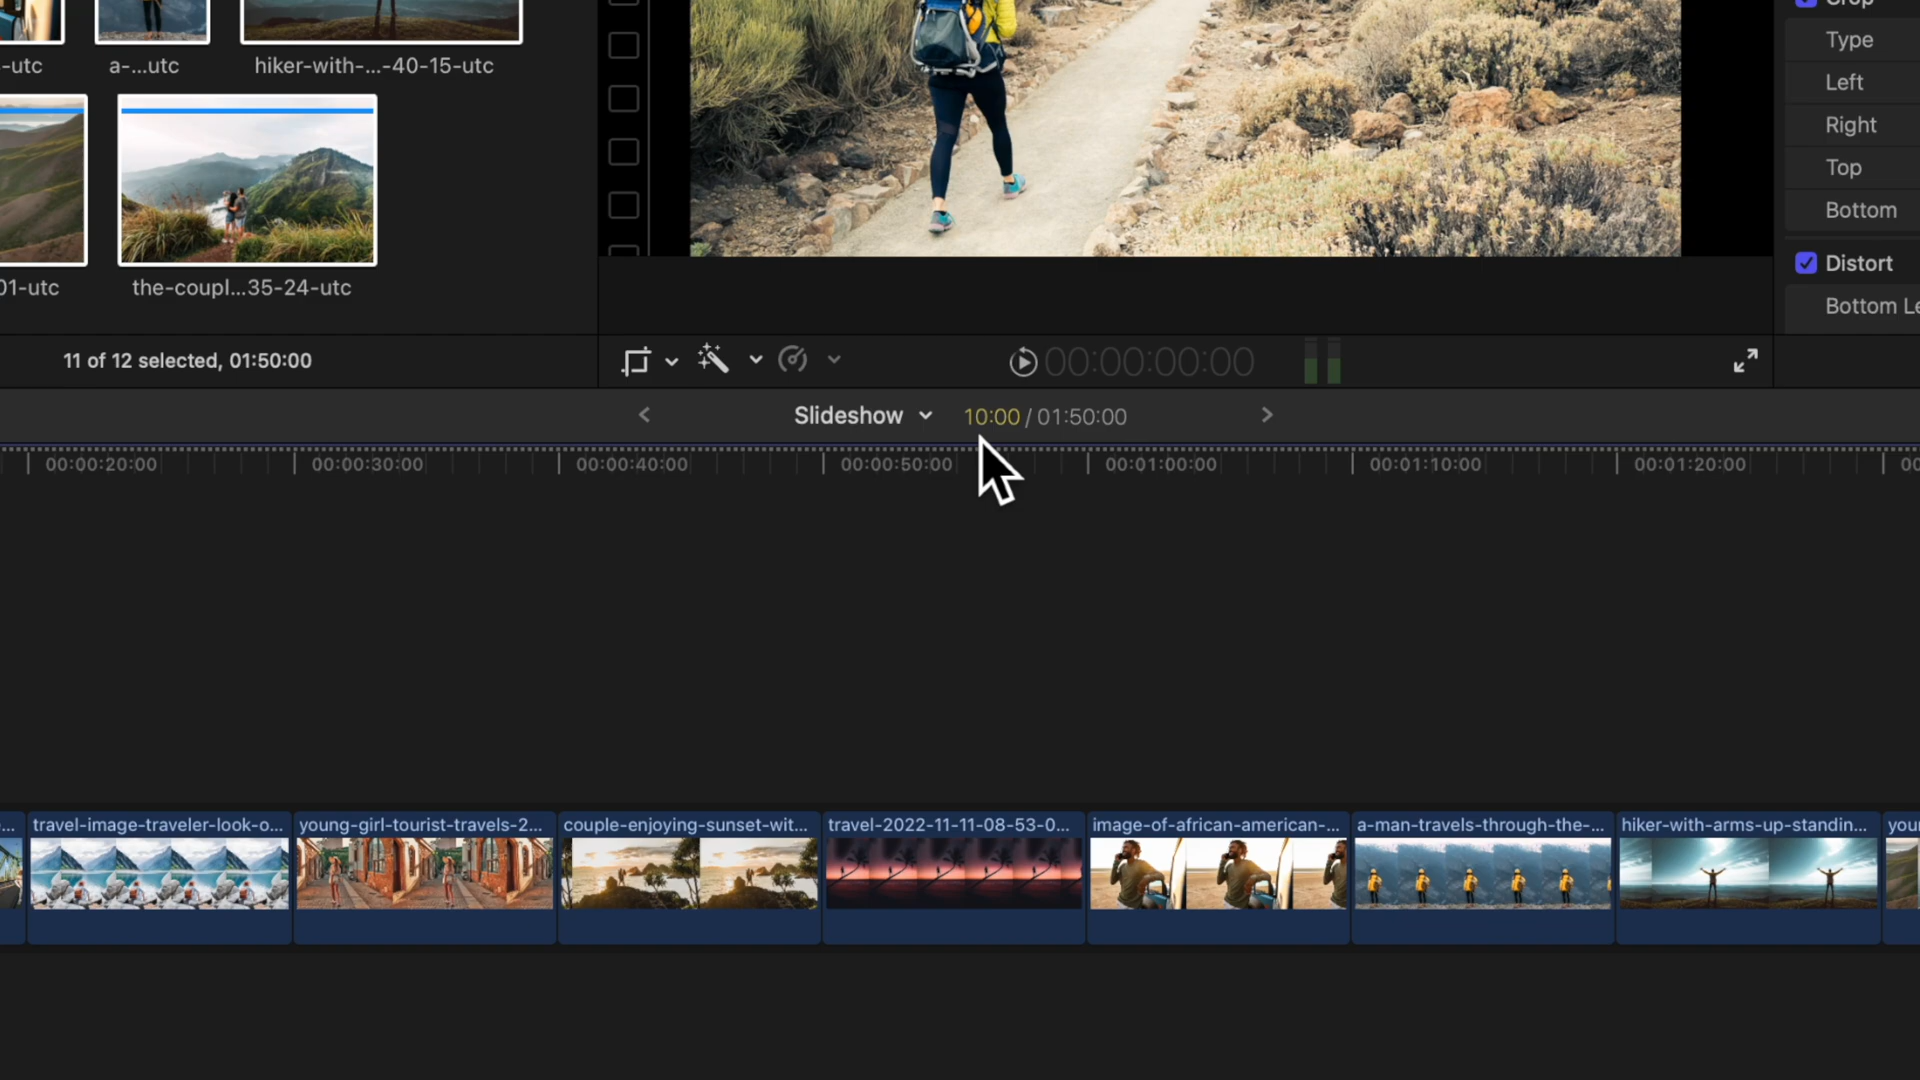 -utc
a-...utc
hiker-with-...-40-15-utc
01-utc
the-coupl...35-24-utc
Type
Left
Right
Top
Bottom
Distort
11 of 12 selected, 01:50:00
00:00:00:00
Slideshow
10:00 / 01:50:00
00:00:20:00
00:00:30:00
00:00:40:00
00:00:50:00
00:01:00:00
00:01:10:00
00:01:20:00
travel-image-traveler-look-o...
young-girl-tourist-travels-2...
couple-enjoying-sunset-wit...
travel-2022-11-11-08-53-0...
image-of-african-american-...
a-man-travels-through-the-...
hiker-with-arms-up-standin...